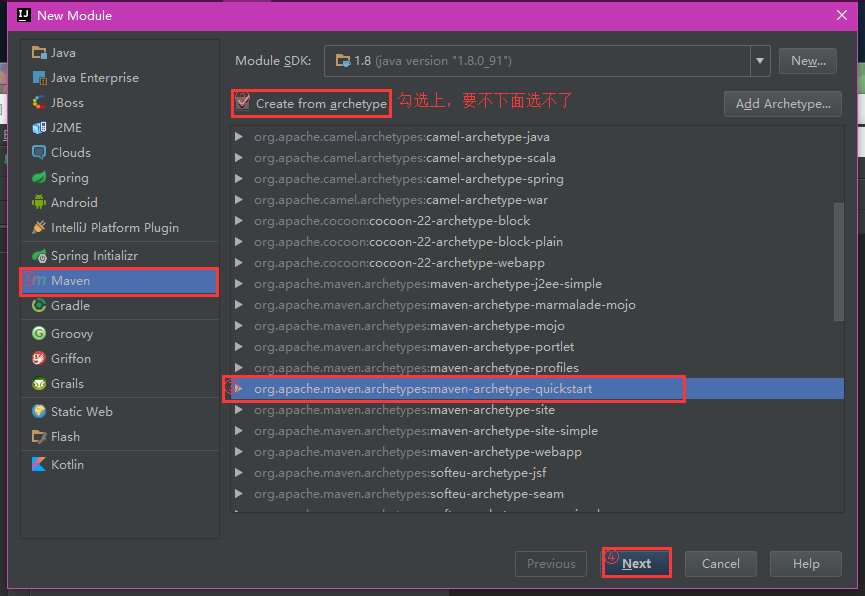 New Module
Java
Java Enterprise
JBoss
J2ME
Clouds
Spring
Android
IntelliJ Platform Plugin
Spring Initializr
① Maven
Gradle
Groovy
Griffon
Grails
Static Web
Flash
Kotlin
Module SDK: 1.8 (java version "1.8.0_91") New...
② Create from archetype 勾选上，要不下面选不了 Add Archetype...
org.apache.camel.archetypes:camel-archetype-java
org.apache.camel.archetypes:camel-archetype-scala
org.apache.camel.archetypes:camel-archetype-spring
org.apache.camel.archetypes:camel-archetype-war
org.apache.cocoon:cocoon-22-archetype-block
org.apache.cocoon:cocoon-22-archetype-block-plain
org.apache.cocoon:cocoon-22-archetype-webapp
org.apache.maven.archetypes:maven-archetype-j2ee-simple
org.apache.maven.archetypes:maven-archetype-marmalade-mojo
org.apache.maven.archetypes:maven-archetype-mojo
org.apache.maven.archetypes:maven-archetype-portlet
org.apache.maven.archetypes:maven-archetype-profiles
③ org.apache.maven.archetypes:maven-archetype-quickstart
org.apache.maven.archetypes:maven-archetype-site
org.apache.maven.archetypes:maven-archetype-site-simple
org.apache.maven.archetypes:maven-archetype-webapp
org.apache.maven.archetypes:softeu-archetype-jsf
org.apache.maven.archetypes:softeu-archetype-seam
Previous ④ Next Cancel Help